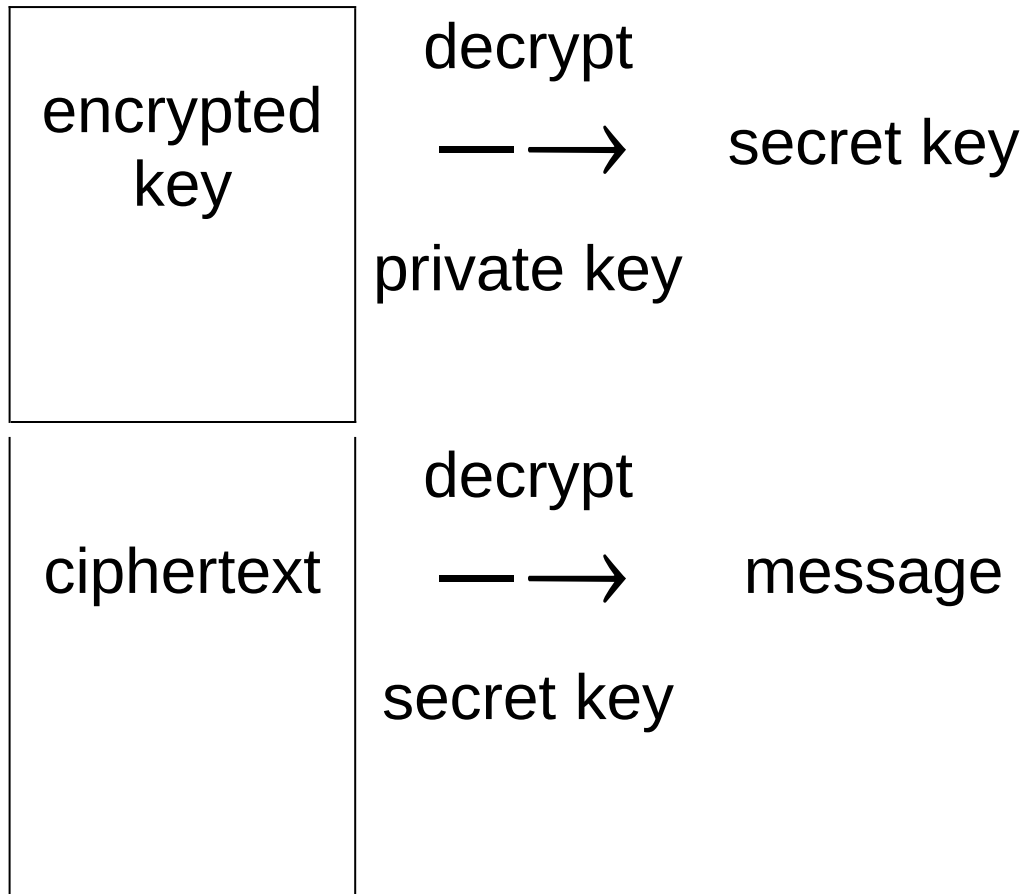 decrypt
encrypted
key
secret key
private key
decrypt
ciphertext
message
secret key